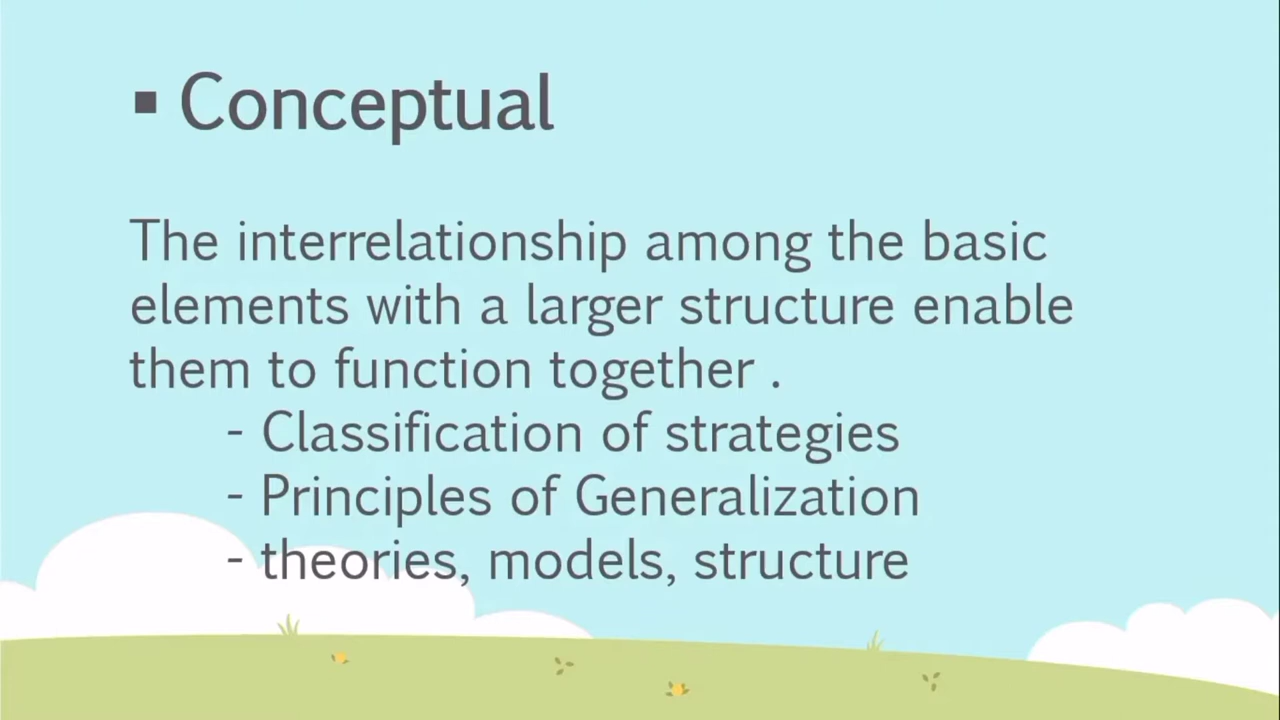 ▪ Conceptual
The interrelationship among the basic
elements with a larger structure enable
them to function together .
- Classification of strategies
- Principles of Generalization
- theories, models, structure